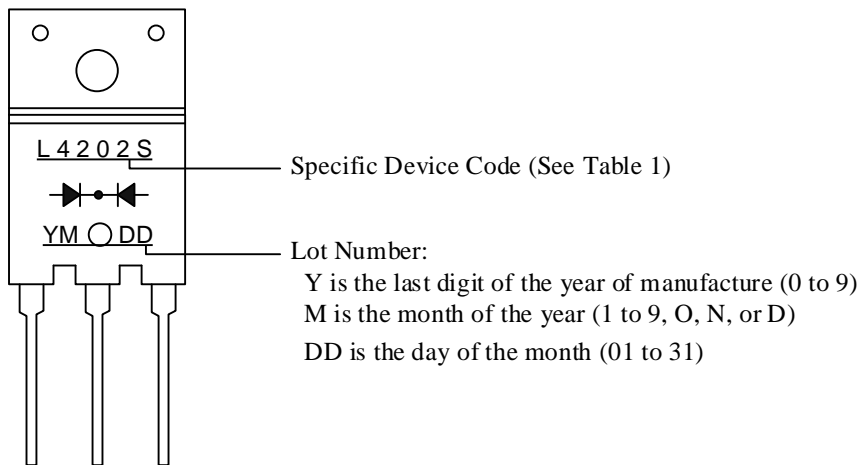 L4202S
Specific Device Code (See Table 1)
YM DD
Lot Number:
Y is the last digit of the year of manufacture (0 to 9)
M is the month of the year (1 to 9, O, N, or D)
DD is the day of the month (01 to 31)